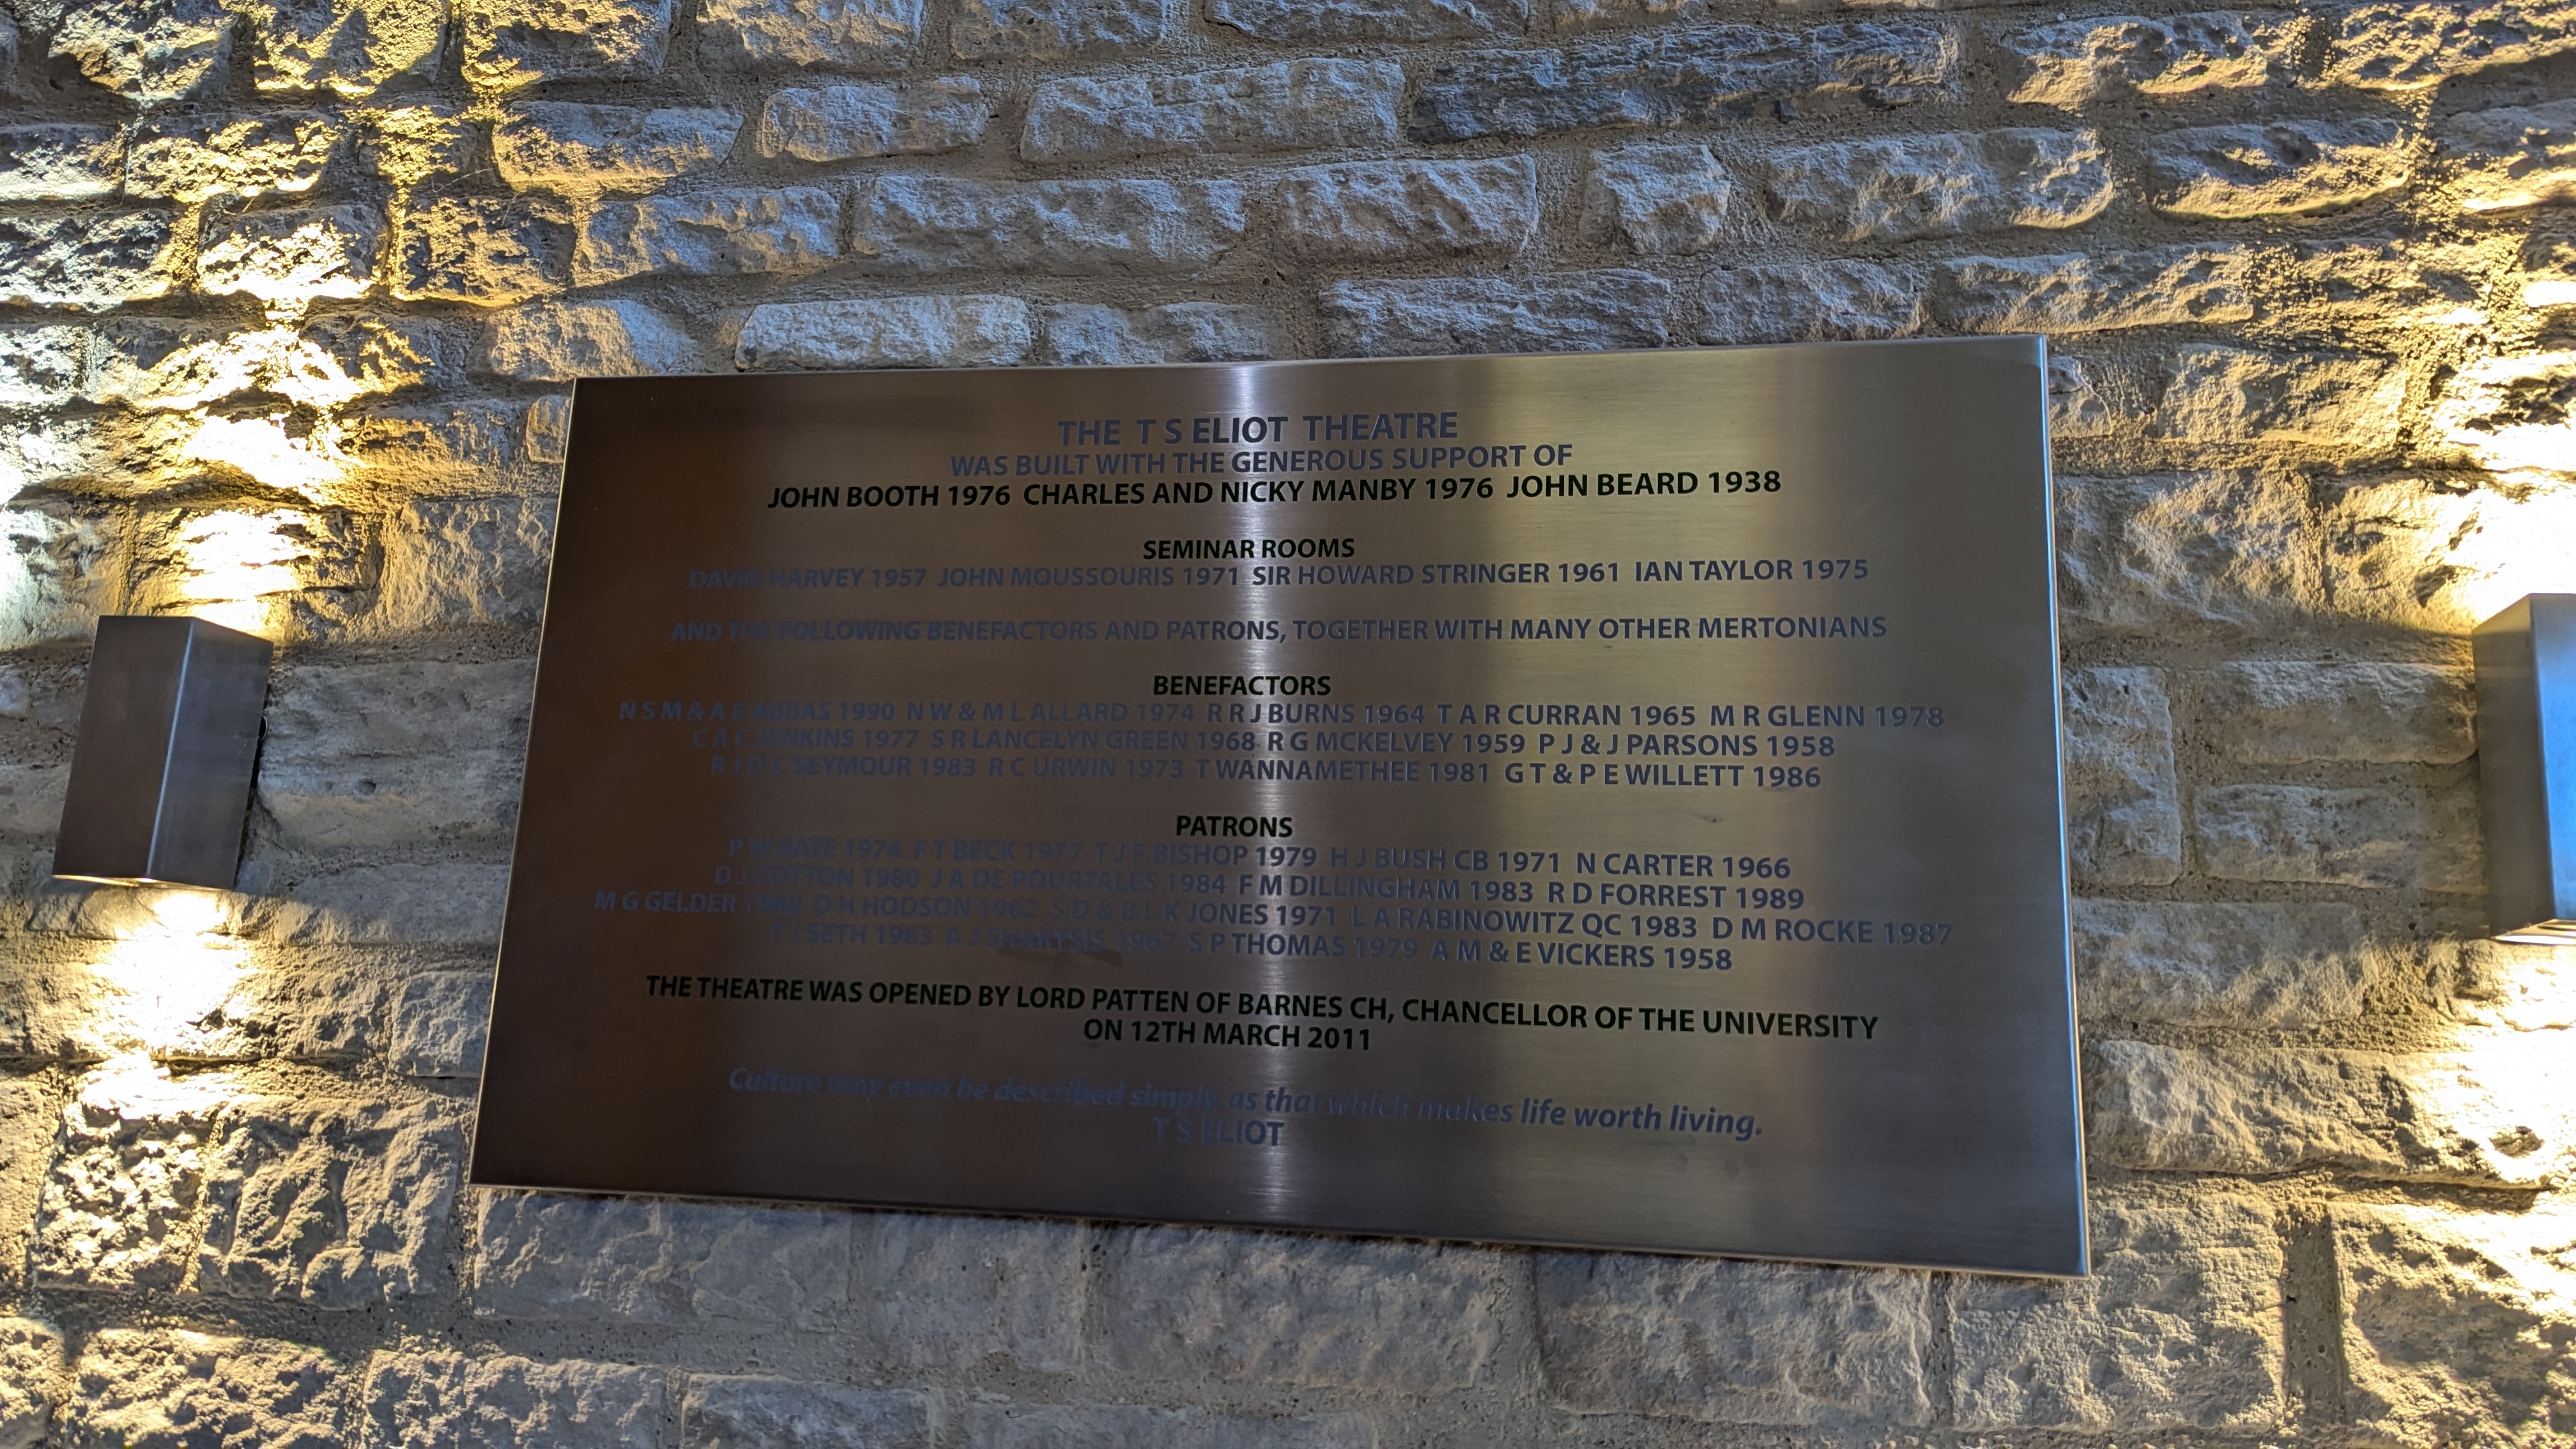 THE T S ELIOT THEATRE
WAS BUILT WITH THE GENEROUS SUPPORT OF
JOHN BOOTH 1976 CHARLES AND NICKY MANBY 1976 JOHN BEARD 1938
SEMINAR ROOMS
DAVID HARVEY 1957 JOHN MOUSSOURIS 1971 SIR HOWARD STRINGER 1961 IAN TAYLOR 1975
AND THE FOLLOWING BENEFACTORS AND PATRONS, TOGETHER WITH MANY OTHER MERTONIANS
BENEFACTORS
N S M & A E ABBAS 1990 N W & M L ALLARD 1974 R R J BURNS 1964 T A R CURRAN 1965 M R GLENN 1978
C A C JENKINS 1977 S R LANCELYN GREEN 1968 R G MCKELVEY 1959 P J & J PARSONS 1958
SEYMOUR 1983 R C URWIN 1973 T WANNAMETHEE 1981 G T & P E WILLETT 1986
PATRONS
P W BATE 1974 F T BECK 1977 T J F BISHOP 1979 H J BUSH CB 1971 N CARTER 1966
D J COTTON 1980 J A DE POURTALES 1984 F M DILLINGHAM 1983 R D FORREST 1989
M G GELDER D H HODSON 1962 S D & B L K JONES 1971 L A RABINOWITZ QC 1983 D M ROCKE 1987
T J SETH 1983 A J SHARTSIS 1967 S P THOMAS 1979 A M & E VICKERS 1958
THE THEATRE WAS OPENED BY LORD PATTEN OF BARNES CH, CHANCELLOR OF THE UNIVERSITY
ON 12TH MARCH 2011
Culture may even be described simply as that which makes life worth living.
T S ELIOT